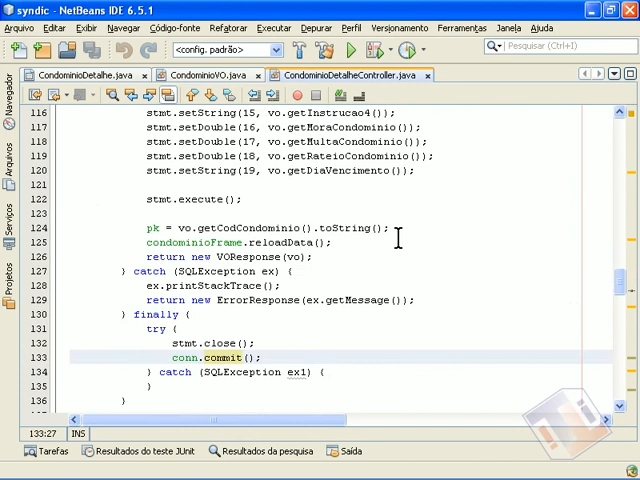 syndic - NetBeans IDE 6.5.1
Arquivo Editar Exibir Navegar Código-fonte Refatorar Executar Depurar Perfil Versionamento Ferramentas Janela Ajuda
<config. padrão>
Pesquisar (Ctrl+I)
CondominioDetalhe.java CondominioVO.java CondominioDetalheController.java
Navegador
Arquivos
Serviços
Projetos
116 stmt.setString(15, vo.getInstrucao4());
117 stmt.setDouble(16, vo.getMoraCondominio());
118 stmt.setDouble(17, vo.getMultaCondominio());
119 stmt.setDouble(18, vo.getRateioCondominio());
120 stmt.setString(19, vo.getDiaVencimento());
121
122 stmt.execute();
123
124 pk = vo.getCodCondominio().toString();
125 condominioFrame.reloadData();
126 return new VOResponse(vo);
127 } catch (SQLException ex) {
128 ex.printStackTrace();
129 return new ErrorResponse(ex.getMessage());
130 } finally {
131 try {
132 stmt.close();
133 conn.commit();
134 } catch (SQLException ex1) {
135 }
136 }
133:27 INS
Tarefas Resultados do teste JUnit Resultados da pesquisa Saída